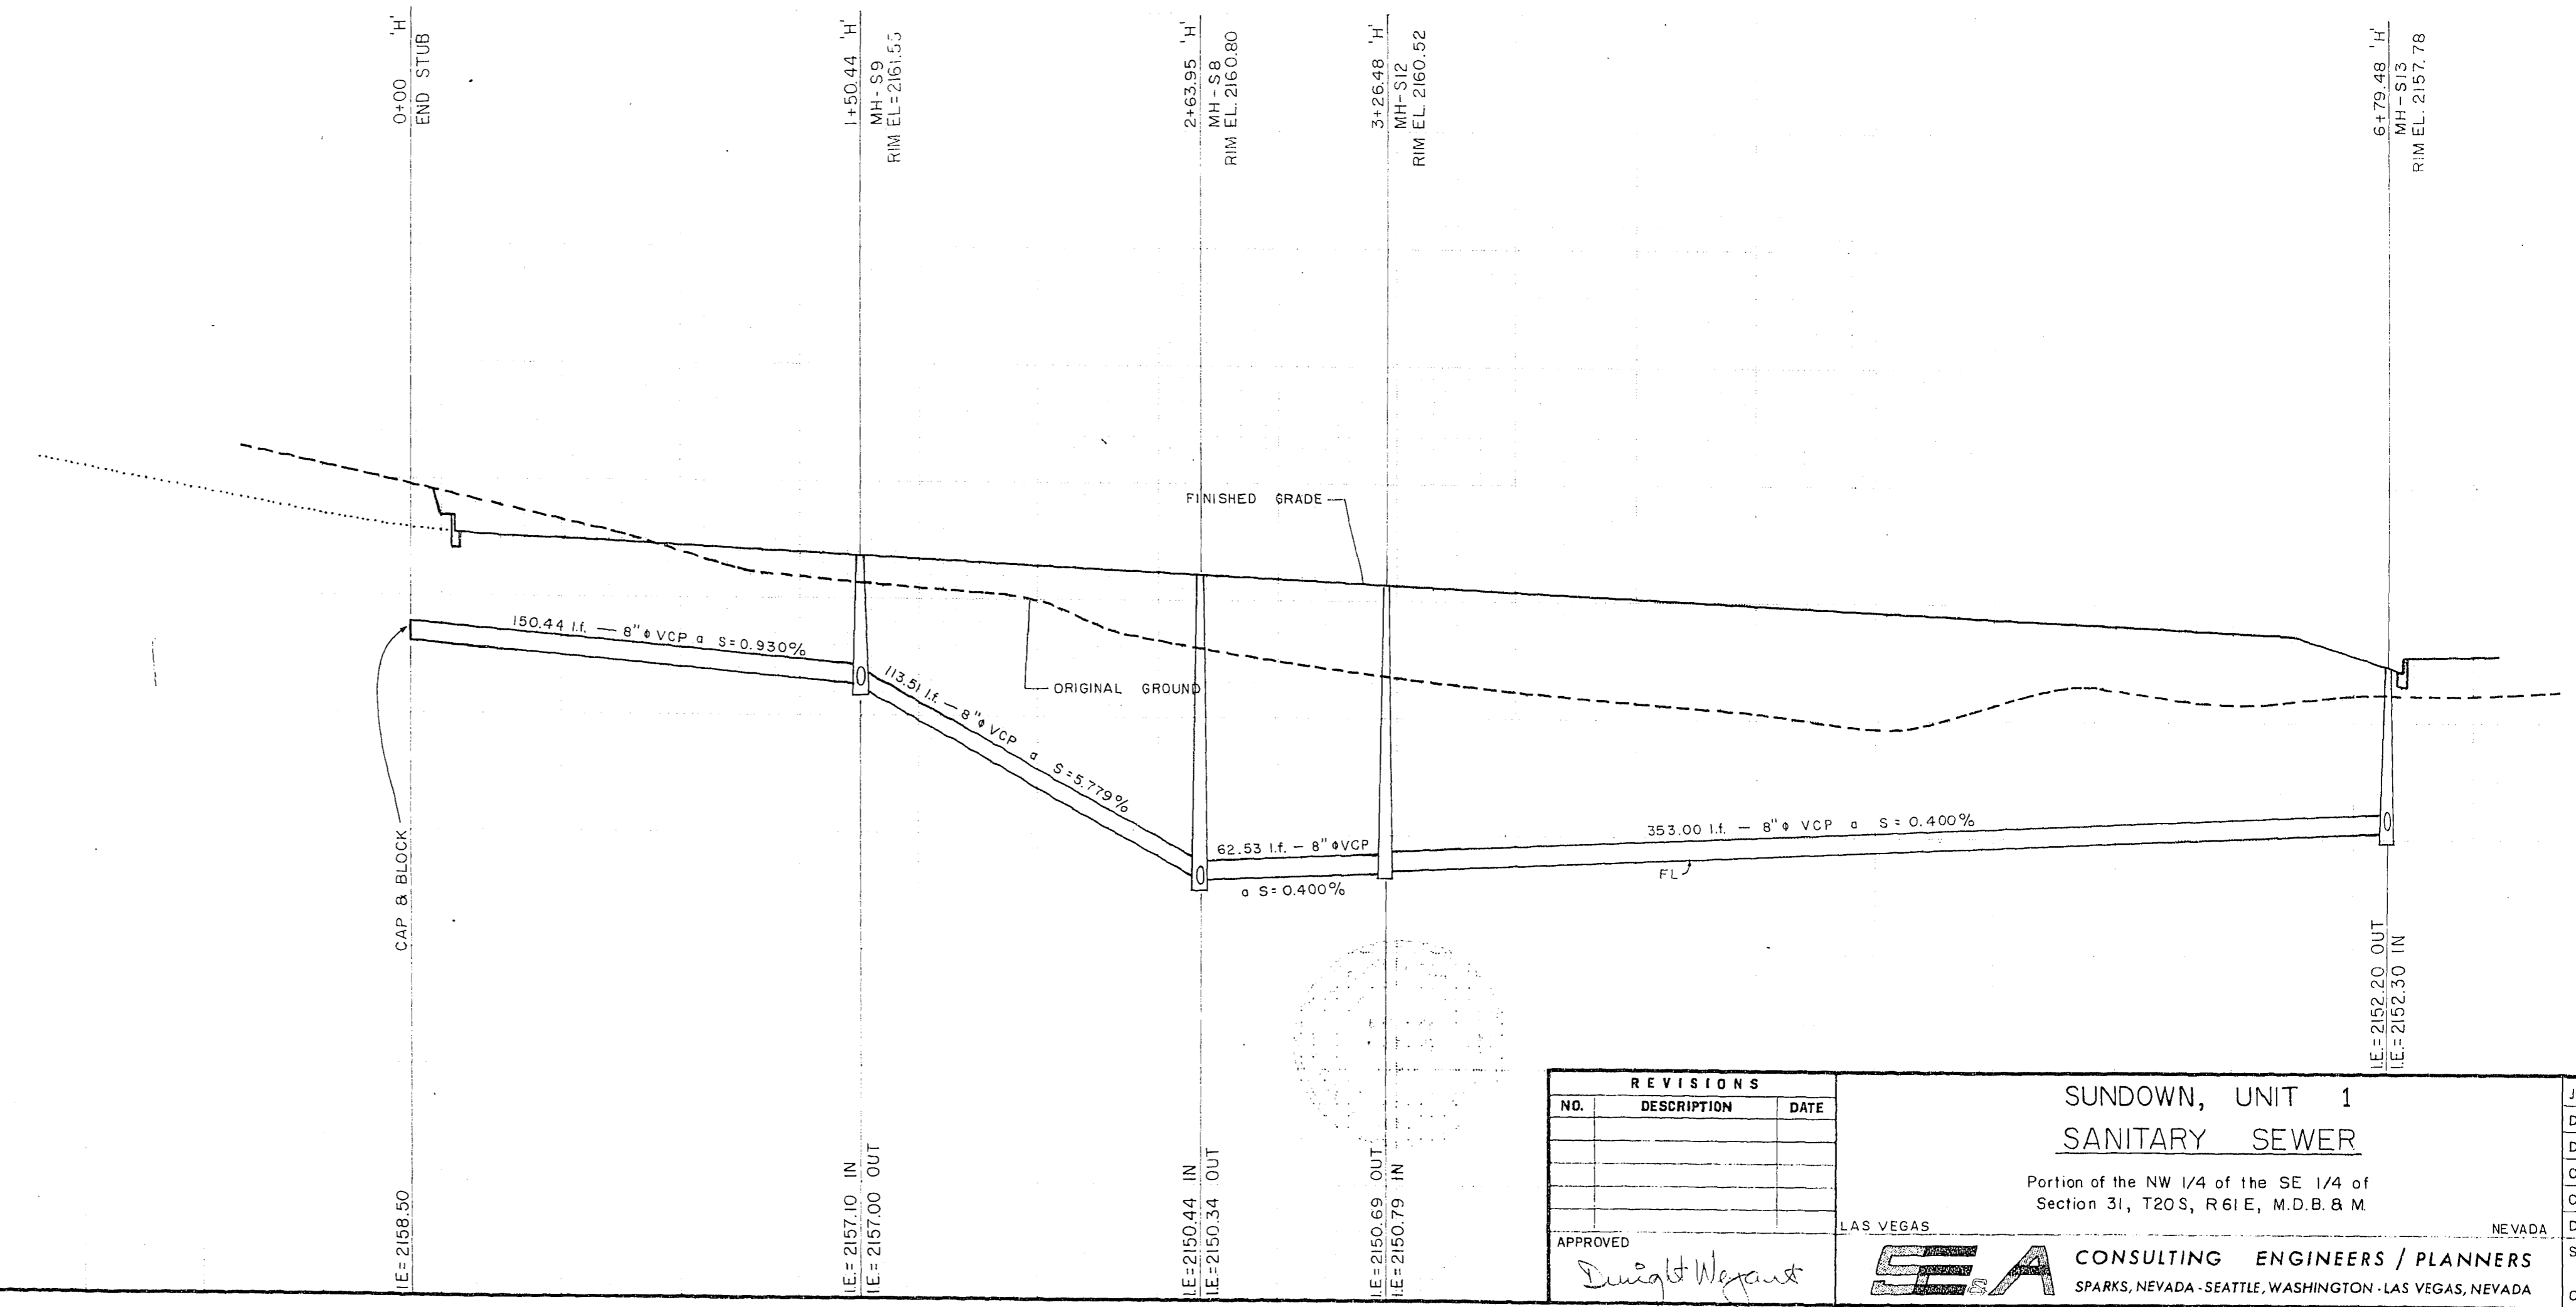 0+00 'H'
END STUB
1+50.44 'H'
MH-S9
RIM EL=2161.55
2+63.95 'H'
MH-S8
RIM EL. 2160.80
3+26.48 'H'
MH-S12
RIM EL. 2160.52
6+79.48 'H'
MH-S13
RIM EL. 2157.78
FINISHED GRADE
150.44 l.f. — 8"ϕ VCP a S=0.930%
113.51 l.f. — 8"ϕ VCP a S=5.779%
ORIGINAL GROUND
62.53 l.f. — 8"ϕ VCP
a S=0.400%
353.00 l.f. — 8"ϕ VCP a S=0.400%
FL
CAP & BLOCK
I.E.=2158.50
I.E.=2157.10 IN
I.E.=2157.00 OUT
I.E.=2150.44 IN
I.E.=2150.34 OUT
I.E.=2150.69 OUT
I.E.=2150.79 IN
I.E.=2152.20 OUT
I.E.=2152.30 IN
REVISIONS
NO. DESCRIPTION DATE
APPROVED
SUNDOWN, UNIT 1
SANITARY SEWER
Portion of the NW 1/4 of the SE 1/4 of
Section 31, T20S, R61E, M.D.B. & M.
LAS VEGAS NEVADA
SE&A
CONSULTING ENGINEERS / PLANNERS
SPARKS, NEVADA - SEATTLE, WASHINGTON - LAS VEGAS, NEVADA